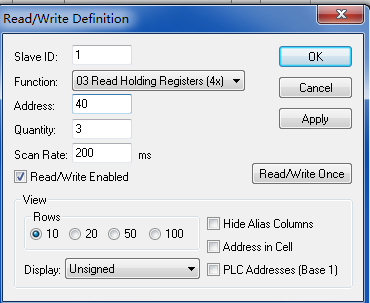 Read/Write Definition
Slave ID: 1
OK
Function: 03 Read Holding Registers (4x)
Cancel
Address: 40
Quantity: 3
Apply
Scan Rate: 200 ms
Read/Write Enabled
Read/Write Once
View
Rows
10 20 50 100
Hide Alias Columns
Address in Cell
Display: Unsigned
PLC Addresses (Base 1)